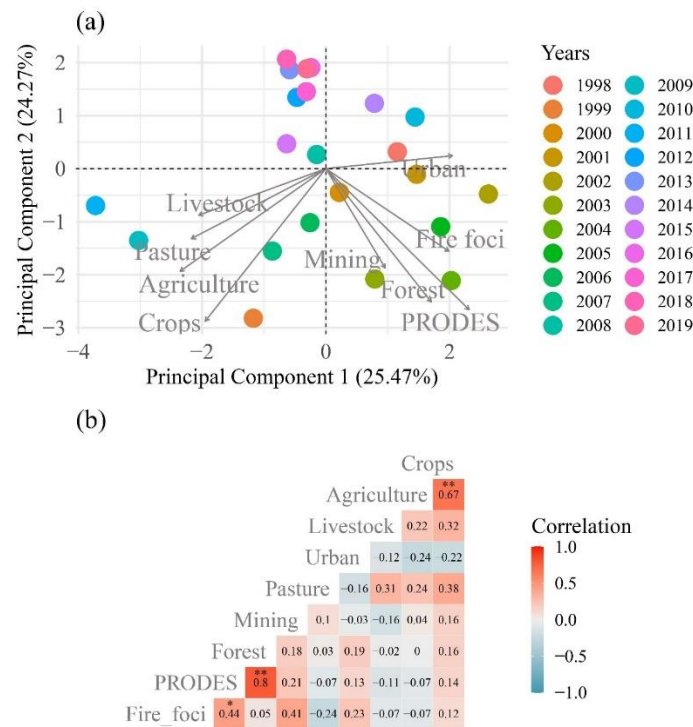 (a)
Principal Component 2 (24.27%)
2
1
0
−1
−2
−3
−4
−2
0
2
Principal Component 1 (25.47%)
Urban
Livestock
Fire foci
Pasture
Mining
Agriculture
Forest
Crops
PRODES
Years
1998 2009
1999 2010
2000 2011
2001 2012
2002 2013
2003 2014
2004 2015
2005 2016
2006 2017
2007 2018
2008 2019
(b)
Crops
Agriculture ** 0.67
Livestock 0.22 0.32
Urban −0.12 −0.24 −0.22
Pasture −0.16 0.31 0.24 0.38
Mining 0.1 −0.03 −0.16 0.04 0.16
Forest 0.18 0.03 0.19 −0.02 0 0.16
PRODES ** 0.8 0.21 −0.07 0.13 −0.11 −0.07 0.14
Fire_foci * 0.44 0.05 0.41 −0.24 0.23 −0.07 −0.07 0.12
Correlation
1.0
0.5
0.0
−0.5
−1.0